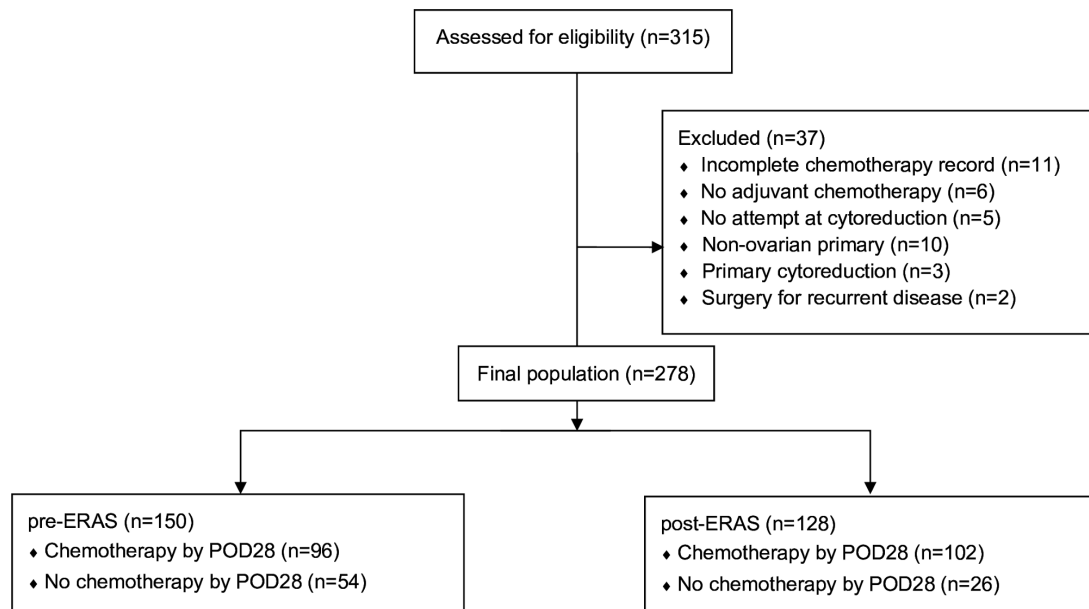 Assessed for eligibility (n=315)
Excluded (n=37)
♦ Incomplete chemotherapy record (n=11)
♦ No adjuvant chemotherapy (n=6)
♦ No attempt at cytoreduction (n=5)
♦ Non-ovarian primary (n=10)
♦ Primary cytoreduction (n=3)
♦ Surgery for recurrent disease (n=2)
Final population (n=278)
pre-ERAS (n=150)
♦ Chemotherapy by POD28 (n=96)
♦ No chemotherapy by POD28 (n=54)
post-ERAS (n=128)
♦ Chemotherapy by POD28 (n=102)
♦ No chemotherapy by POD28 (n=26)